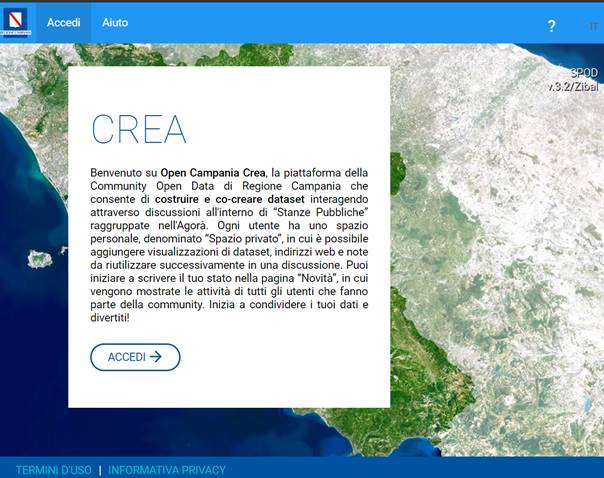 Accedi
Aiuto
?
IT
REGIONE CAMPANIA
SPOD
v.3.2/Zibal
CREA
Benvenuto su Open Campania Crea, la piattaforma della
Community Open Data di Regione Campania che
consente di costruire e co-creare dataset interagendo
attraverso discussioni all'interno di “Stanze Pubbliche”
raggruppate nell'Agorà. Ogni utente ha uno spazio
personale, denominato “Spazio privato”, in cui è possibile
aggiungere visualizzazioni di dataset, indirizzi web e note
da riutilizzare successivamente in una discussione. Puoi
iniziare a scrivere il tuo stato nella pagina “Novità”, in cui
vengono mostrate le attività di tutti gli utenti che fanno
parte della community. Inizia a condividere i tuoi dati e
divertiti!
ACCEDI →
TERMINI D'USO | INFORMATIVA PRIVACY